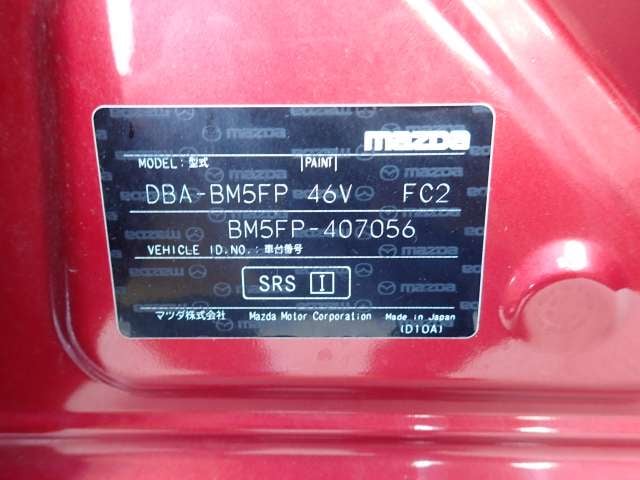 mazda
MODEL: 型式 PAINT
DBA-BM5FP 46V FC2
BM5FP-407056
VEHICLE ID.NO.: 車台番号
SRS I
マツダ株式会社 Mazda Motor Corporation Made in Japan
(D10A)